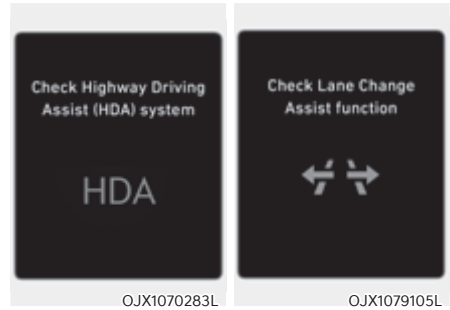 Check Highway Driving
Assist (HDA) system
HDA
OJX1070283L
Check Lane Change
Assist function
OJX1079105L